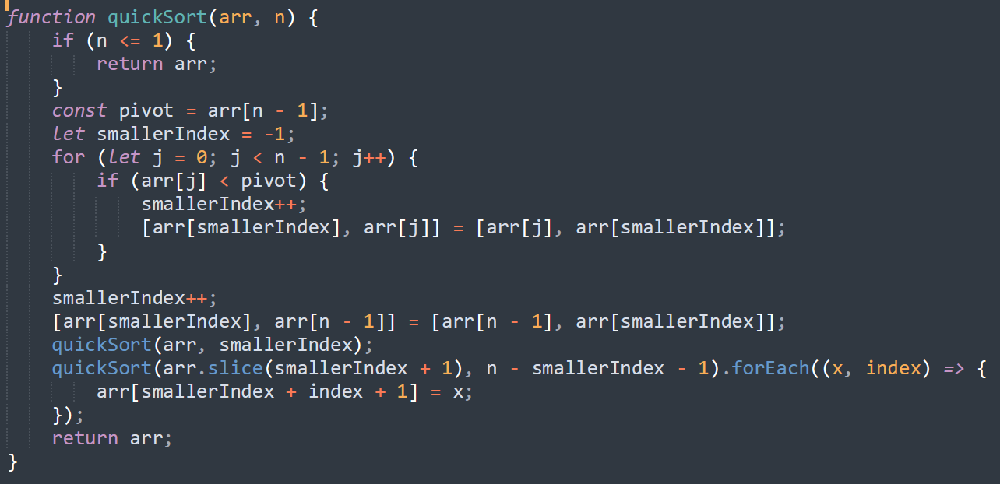 function quickSort(arr, n) {
    if (n <= 1) {
        return arr;
    }
    const pivot = arr[n - 1];
    let smallerIndex = -1;
    for (let j = 0; j < n - 1; j++) {
        if (arr[j] < pivot) {
            smallerIndex++;
            [arr[smallerIndex], arr[j]] = [arr[j], arr[smallerIndex]];
        }
    }
    smallerIndex++;
    [arr[smallerIndex], arr[n - 1]] = [arr[n - 1], arr[smallerIndex]];
    quickSort(arr, smallerIndex);
    quickSort(arr.slice(smallerIndex + 1), n - smallerIndex - 1).forEach((x, index) => {
        arr[smallerIndex + index + 1] = x;
    });
    return arr;
}